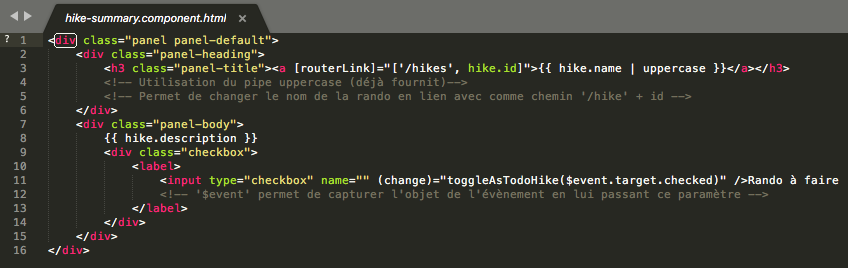 hike-summary.component.html ×
? 1 <div class="panel panel-default">
2 <div class="panel-heading">
3 <h3 class="panel-title"><a [routerLink]="['/hikes', hike.id]">{{ hike.name | uppercase }}</a></h3>
4 <!-- Utilisation du pipe uppercase (déjà fournit)-->
5 <!-- Permet de changer le nom de la rando en lien avec comme chemin '/hike' + id -->
6 </div>
7 <div class="panel-body">
8 {{ hike.description }}
9 <div class="checkbox">
10 <label>
11 <input type="checkbox" name="" (change)="toggleAsTodoHike($event.target.checked)" />Rando à faire
12 <!-- '$event' permet de capturer l'objet de l'évènement en lui passant ce paramètre -->
13 </label>
14 </div>
15 </div>
16 </div>